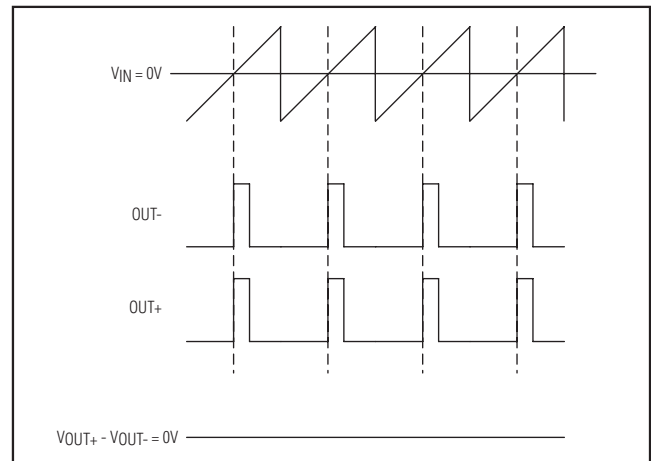 VIN = 0V
OUT-
OUT+
VOUT+ - VOUT- = 0V